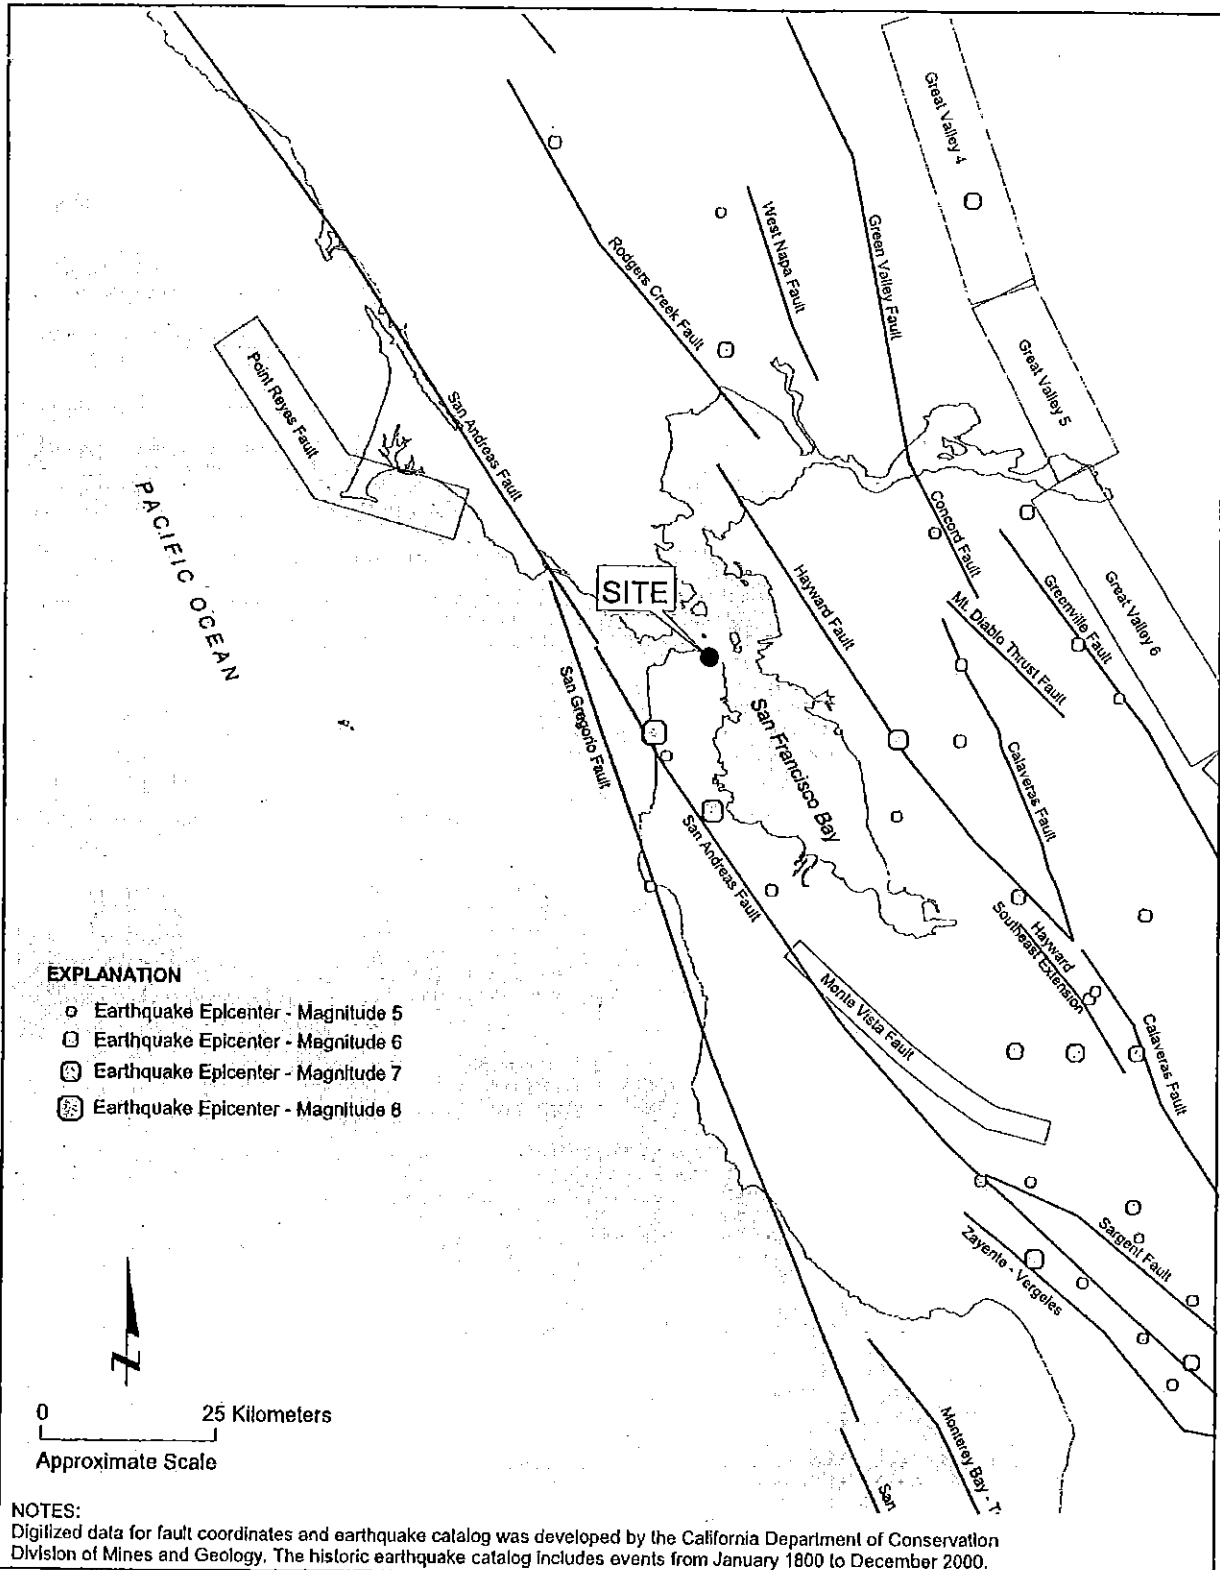 Great Valley 4
West Napa Fault
Green Valley Fault
Rodgers Creek Fault
Great Valley 5
Point Reyes Fault
San Andreas Fault
PACIFIC OCEAN
Concord Fault
SITE
Hayward Fault
Greenville Fault
Great Valley 6
Mt. Diablo Thrust Fault
San Gregorio Fault
San Francisco Bay
Calaveras Fault
San Andreas Fault
Hayward
Southeast Extension
Monte Vista Fault
Calaveras Fault
EXPLANATION
Earthquake Epicenter - Magnitude 5
Earthquake Epicenter - Magnitude 6
Earthquake Epicenter - Magnitude 7
Earthquake Epicenter - Magnitude 8
Sargent Fault
Zayente - Vergeles
N
0 25 Kilometers
Approximate Scale
Monterey Bay - T
San
NOTES:
Digitized data for fault coordinates and earthquake catalog was developed by the California Department of Conservation
Division of Mines and Geology. The historic earthquake catalog includes events from January 1800 to December 2000.